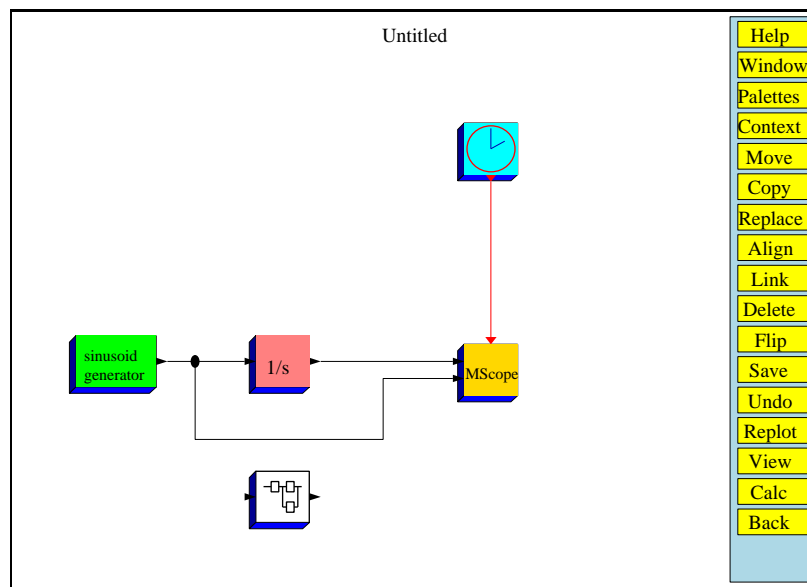 Untitled
sinusoid
generator
1/s
MScope
Help
Window
Palettes
Context
Move
Copy
Replace
Align
Link
Delete
Flip
Save
Undo
Replot
View
Calc
Back